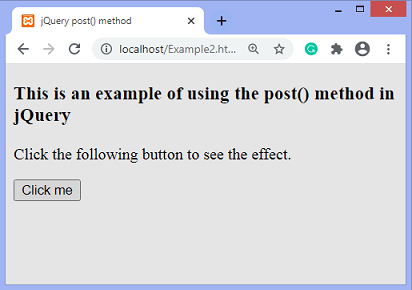 jQuery post() method
localhost/Example2.ht...
This is an example of using the post() method in
jQuery
Click the following button to see the effect.
Click me